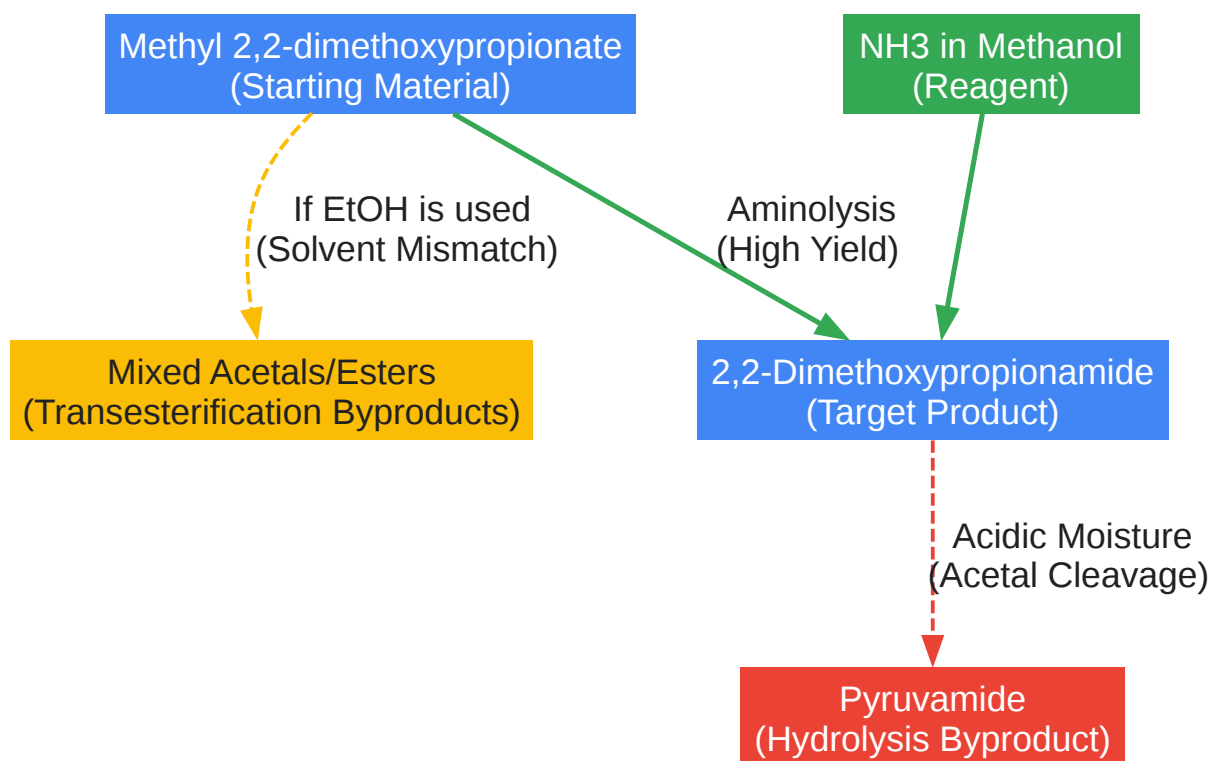 Methyl 2,2-dimethoxypropionate
(Starting Material)
NH3 in Methanol
(Reagent)
If EtOH is used
(Solvent Mismatch)
Aminolysis
(High Yield)
Mixed Acetals/Esters
(Transesterification Byproducts)
2,2-Dimethoxypropionamide
(Target Product)
Acidic Moisture
(Acetal Cleavage)
Pyruvamide
(Hydrolysis Byproduct)